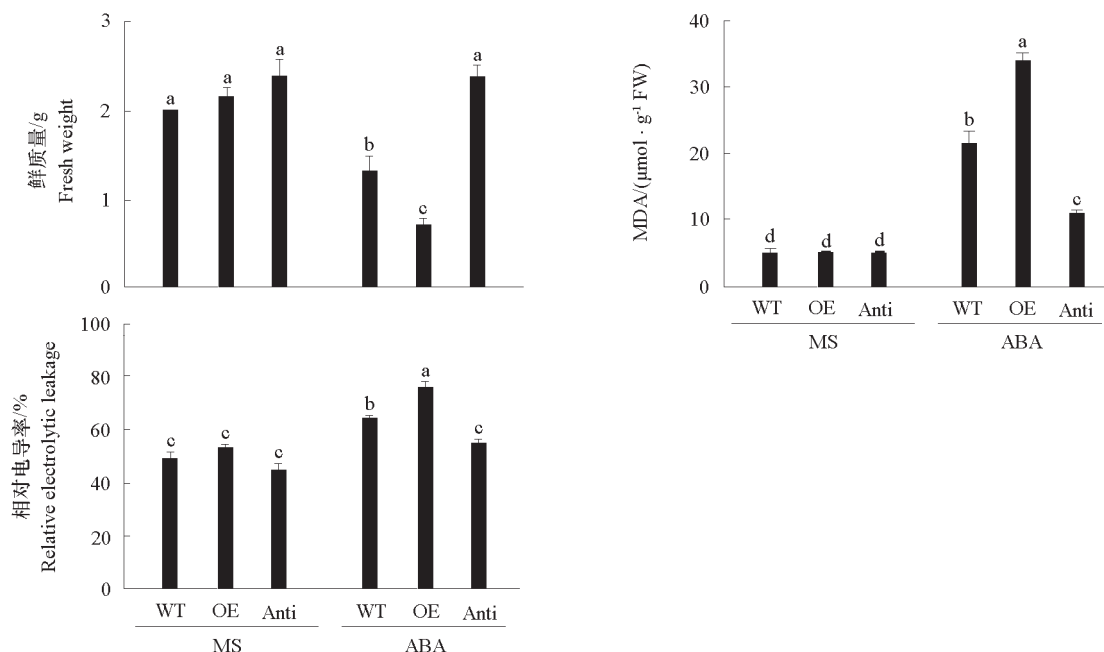 鲜质量/g
Fresh weight
3
2
1
0
a
a
a
b
c
a
相对电导率/%
Relative electrolytic leakage
100
80
60
40
20
0
c
c
c
b
a
c
WT
OE
Anti
WT
OE
Anti
MS
ABA
MDA/(μmol · g⁻¹ FW)
40
30
20
10
0
d
d
d
b
a
c
WT
OE
Anti
WT
OE
Anti
MS
ABA